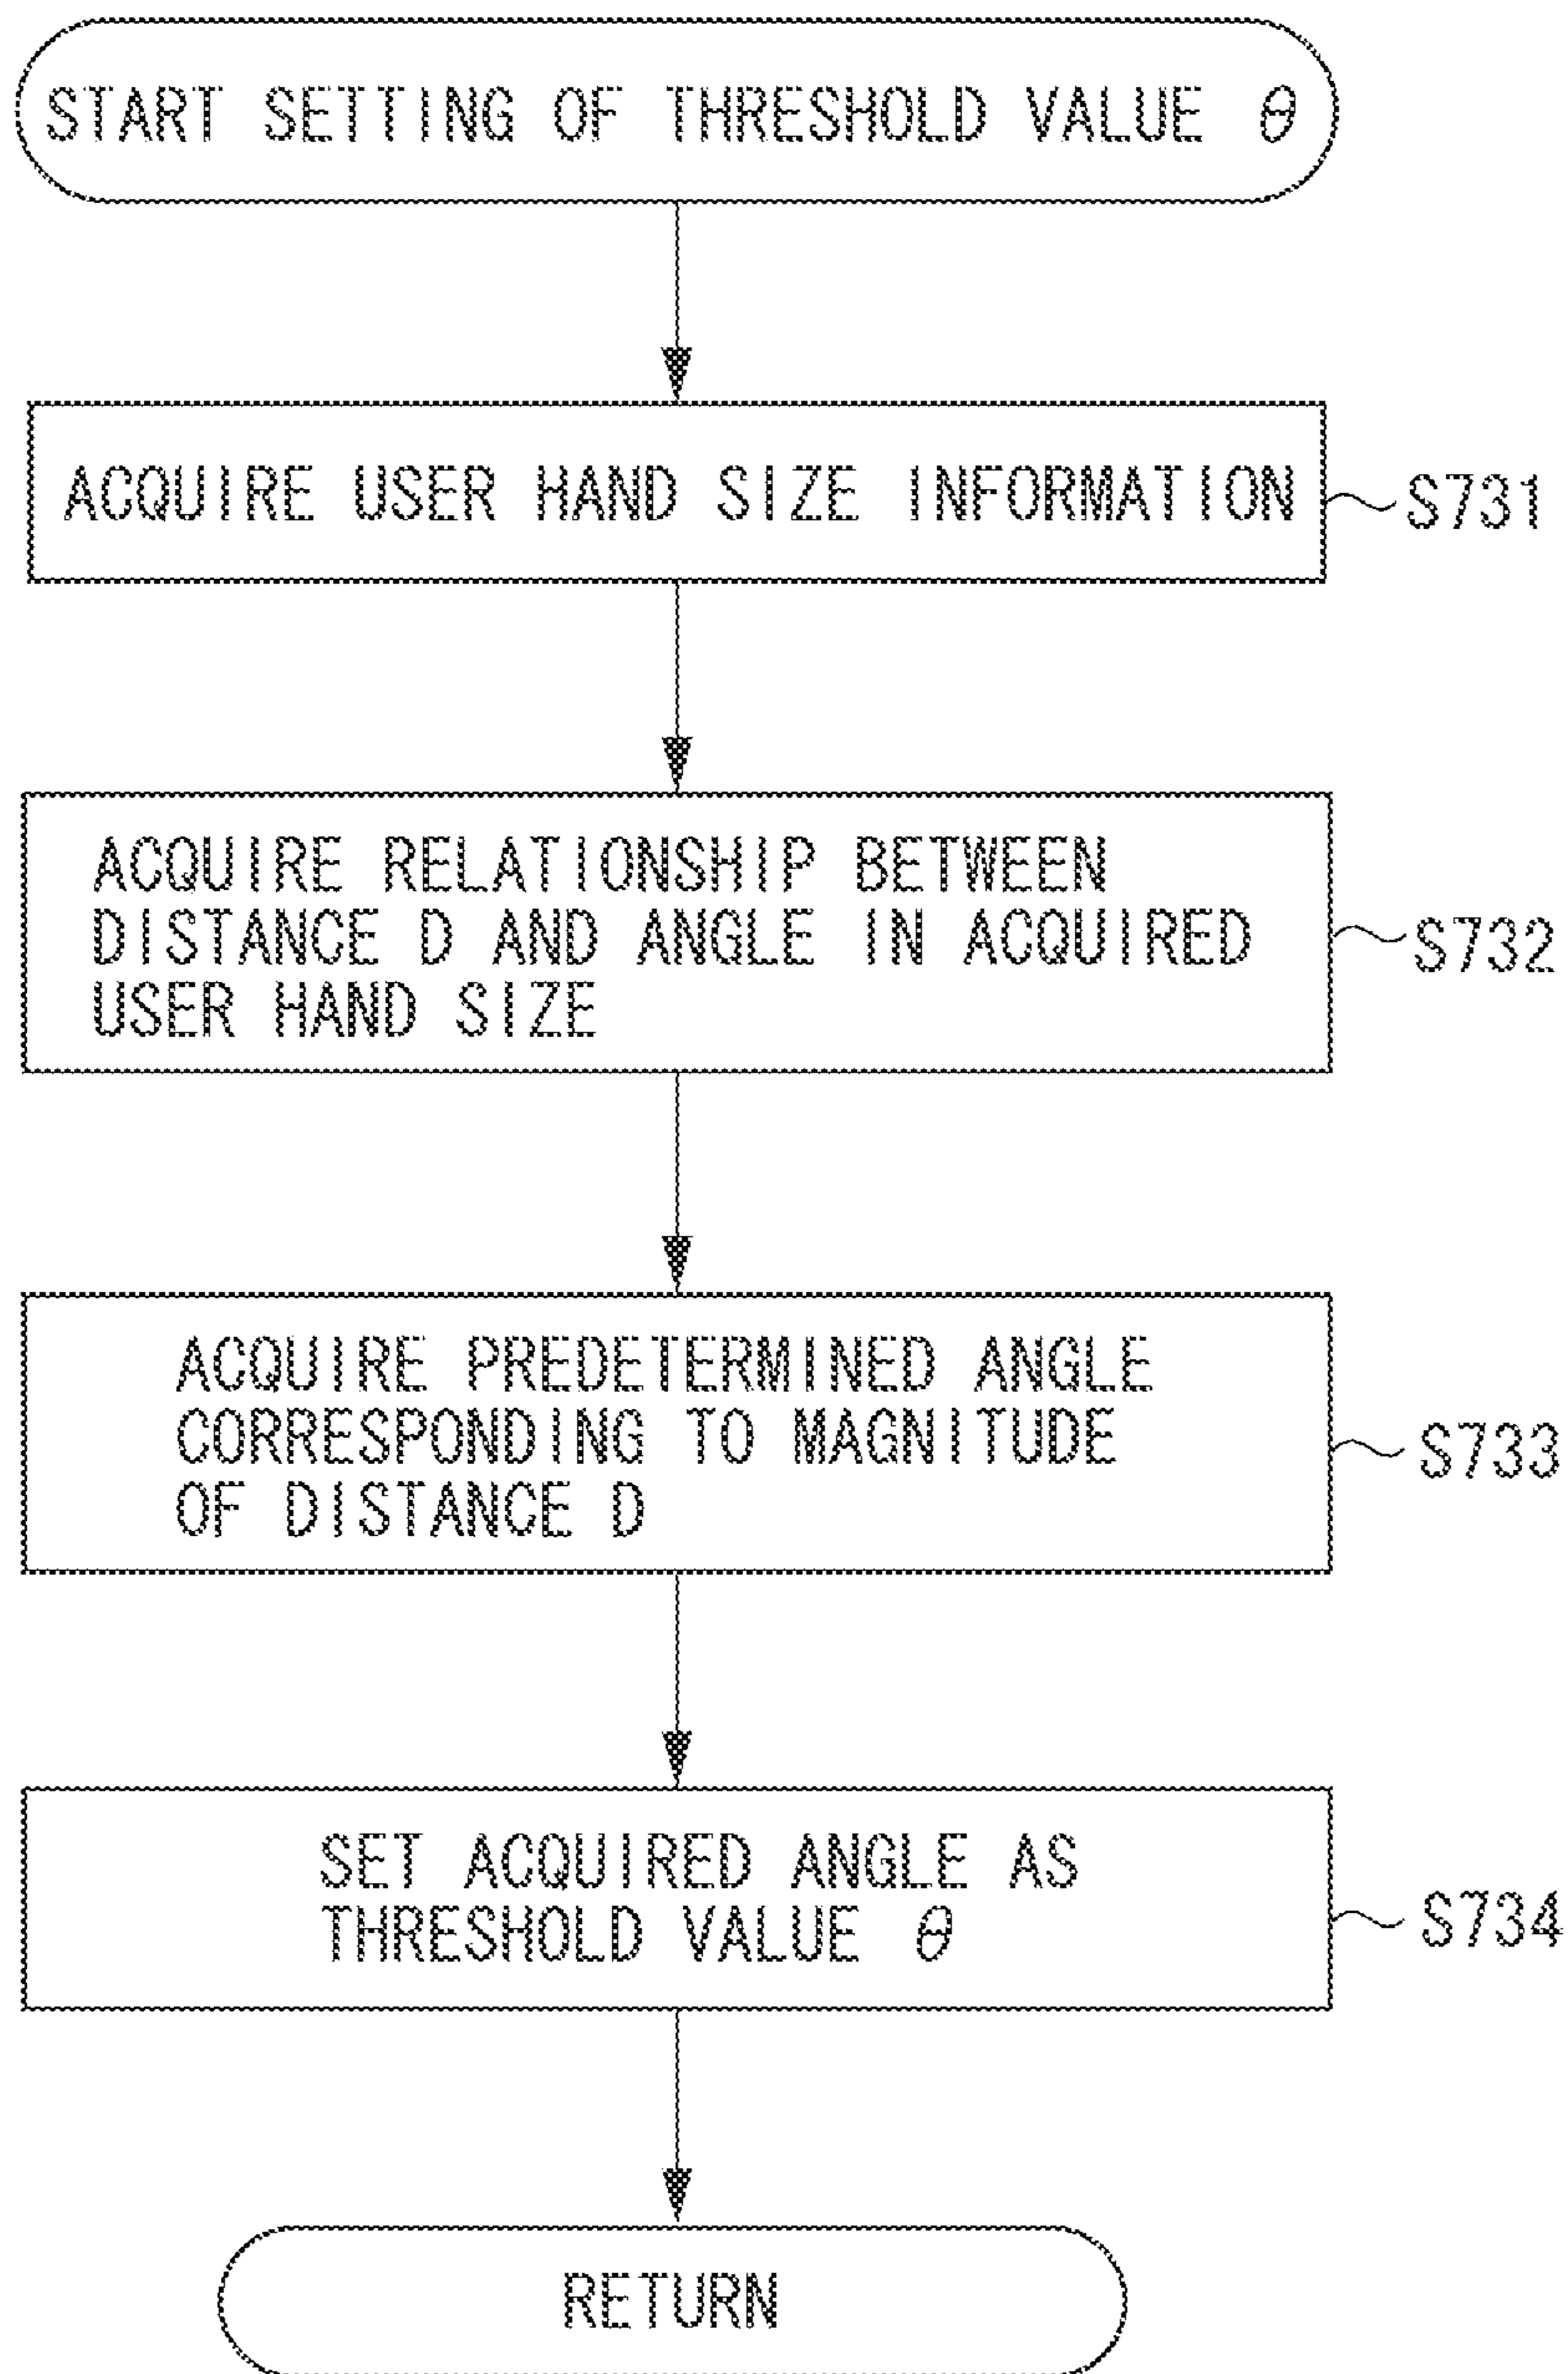 START SETTING OF THRESHOLD VALUE θ
ACQUIRE USER HAND SIZE INFORMATION
S731
ACQUIRE RELATIONSHIP BETWEEN
DISTANCE D AND ANGLE IN ACQUIRED
USER HAND SIZE
S732
ACQUIRE PREDETERMINED ANGLE
CORRESPONDING TO MAGNITUDE
OF DISTANCE D
S733
SET ACQUIRED ANGLE AS
THRESHOLD VALUE θ
S734
RETURN